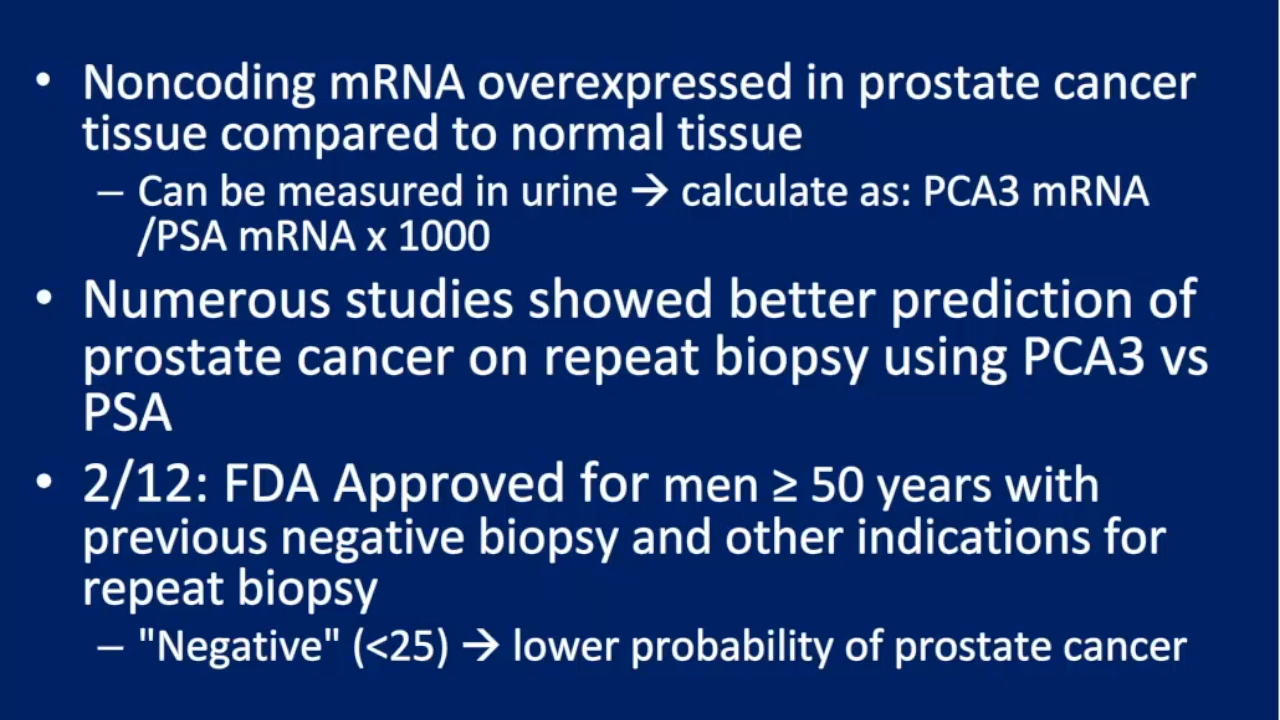 • Noncoding mRNA overexpressed in prostate cancer
tissue compared to normal tissue
– Can be measured in urine → calculate as: PCA3 mRNA
/PSA mRNA x 1000
• Numerous studies showed better prediction of
prostate cancer on repeat biopsy using PCA3 vs
PSA
• 2/12: FDA Approved for men ≥ 50 years with
previous negative biopsy and other indications for
repeat biopsy
– "Negative" (<25) → lower probability of prostate cancer